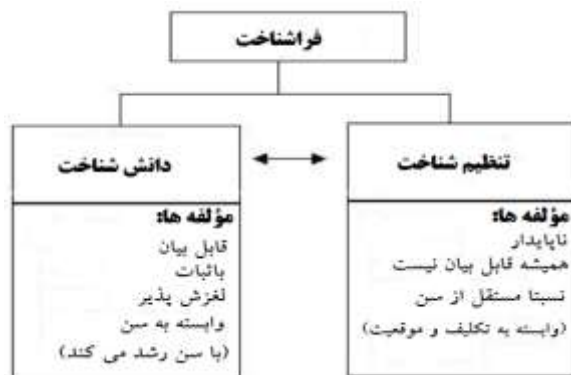 فراشناخت
تنظیم شناخت
مؤلفه ها:
ناپایدار
همیشه قابل بیان نیست
نسبتا مستقل از سن
(وابسته به تکلیف و موقعیت)
دانش شناخت
مؤلفه ها:
قابل بیان
باثبات
لغزش پذیر
وابسته به سن
(با سن رشد می کند)